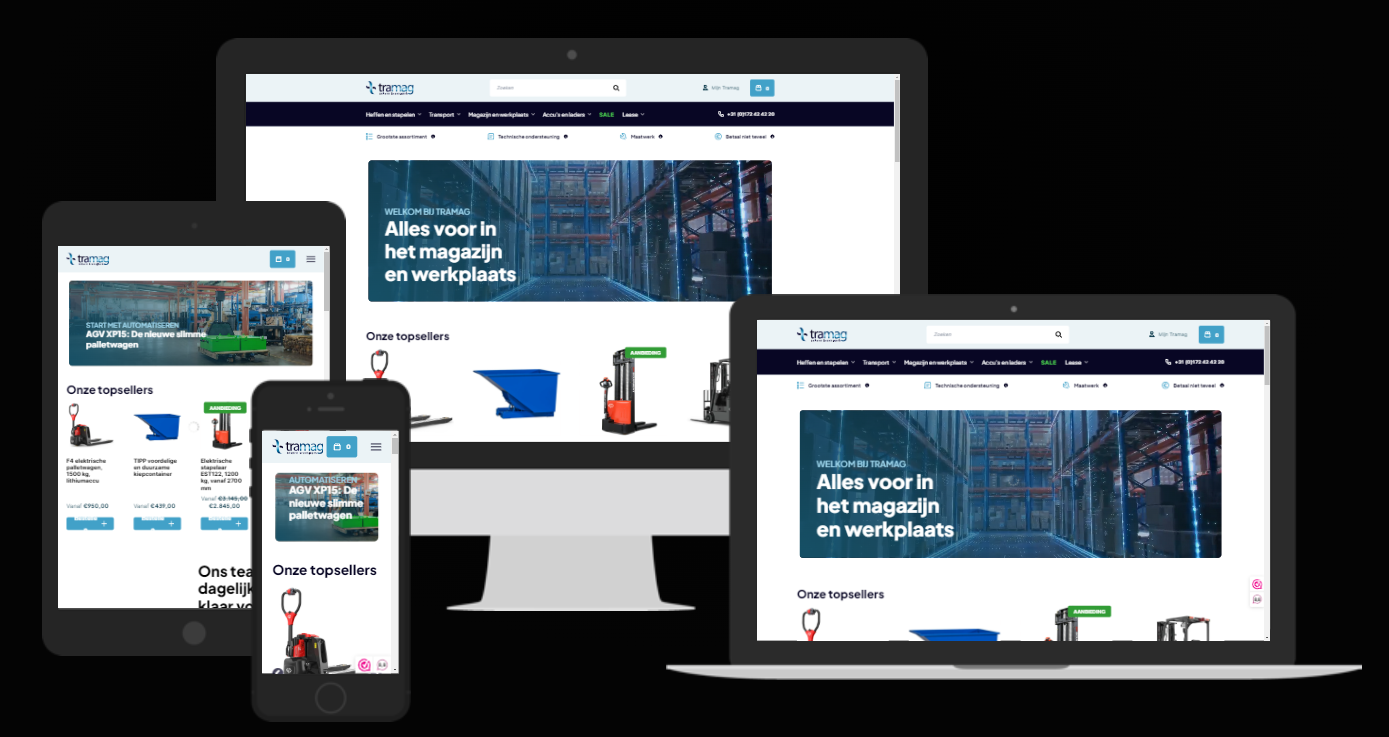 tramag
Zoeken
Mijn Tramag
0
Heffen en stapelen
Transport
Magazijn en werkplaats
Accu's en laders
SALE
Lease
+31 (0)172 42 42 20
Grootste assortiment
Technische ondersteuning
Maatwerk
Betaal niet teveel
WELKOM BIJ TRAMAG
Alles voor in
het magazijn
en werkplaats
Onze topsellers
AANBIEDING
tramag
0
START MET AUTOMATISEREN
AGV XP15: De nieuwe slimme
palletwagen
Onze topsellers
AANBIEDING
F4 elektrische
palletwagen,
1500 kg,
lithiumaccu
Vanaf €950,00
TIPP voordelige
en duurzame
kiepcontainer
Vanaf €439,00
Elektrische
stapelaar
EST122, 1200
kg, vanaf 2700
mm
Vanaf €3.145,00
€2.845,00
Ons tea
dagelijk
klaar vo
tramag
0
AUTOMATISEREN
AGV XP15: De
nieuwe slimme
palletwagen
Onze topsellers
tramag
Zoeken
Mijn Tramag
0
Heffen en stapelen
Transport
Magazijn en werkplaats
Accu's en laders
SALE
Lease
+31 (0)172 42 42 20
Grootste assortiment
Technische ondersteuning
Maatwerk
Betaal niet teveel
WELKOM BIJ TRAMAG
Alles voor in
het magazijn
en werkplaats
Onze topsellers
AANBIEDING